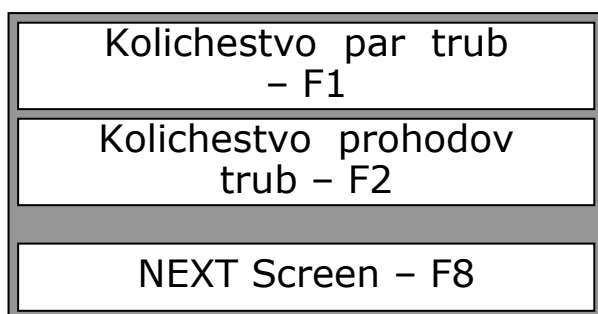 Kolichestvo par trub
– F1
Kolichestvo prohodov
trub – F2
NEXT Screen – F8